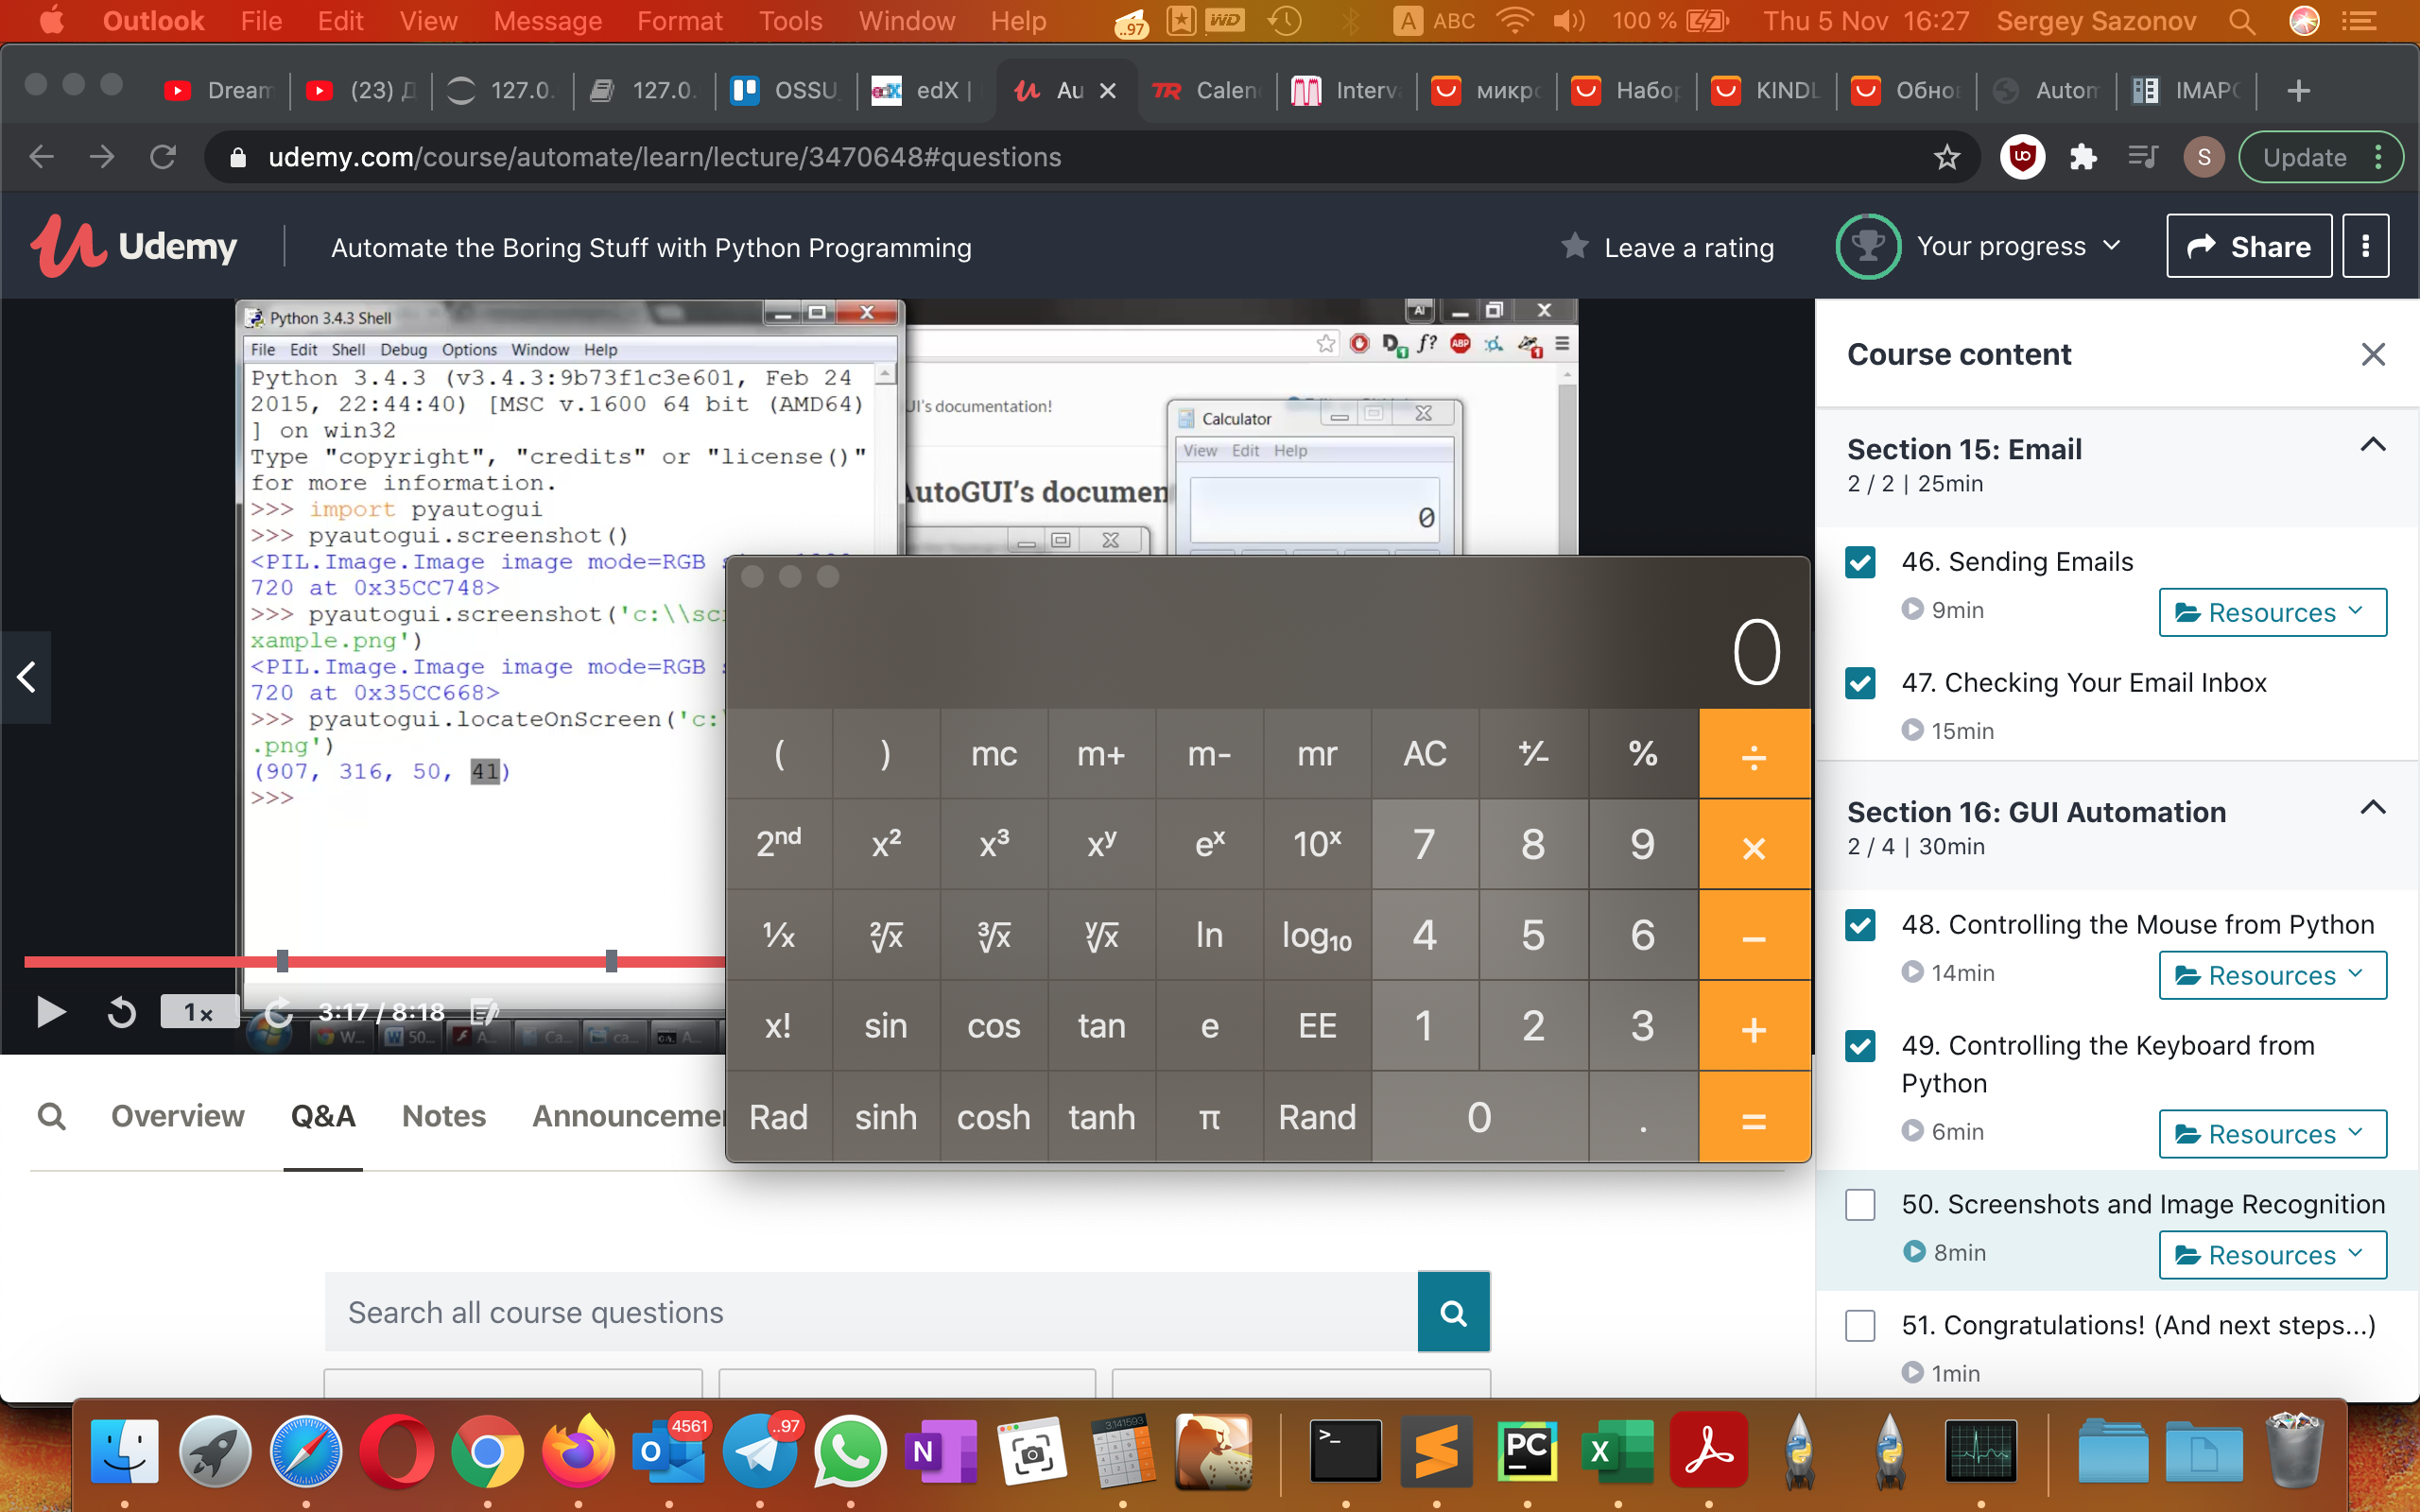 Outlook File Edit View Message Format Tools Window Help ..97 WD A ABC 100 % Thu 5 Nov 16:27 Sergey Sazonov
Dream (23) 127.0. 127.0. OSSU edX | Au Calen Interv микро Набор KINDL Обно Autom IMAP
udemy.com/course/automate/learn/lecture/3470648#questions S Update
Udemy Automate the Boring Stuff with Python Programming Leave a rating Your progress Share
Python 3.4.3 Shell
File Edit Shell Debug Options Window Help
Python 3.4.3 (v3.4.3:9b73f1c3e601, Feb 24
2015, 22:44:40) [MSC v.1600 64 bit (AMD64)
] on win32
Type "copyright", "credits" or "license()"
for more information.
>>> import pyautogui
>>> pyautogui.screenshot()
<PIL.Image.Image image mode=RGB
720 at 0x35CC748>
>>> pyautogui.screenshot('c:\\sc
xample.png')
<PIL.Image.Image image mode=RGB
720 at 0x35CC668>
>>> pyautogui.locateOnScreen('c:
.png')
(907, 316, 50, 41)
>>>
UI's documentation!
AutoGUI's documen
Calculator
View Edit Help
0
0
( ) mc m+ m- mr AC +⁄- % ÷
2nd x² x³ xʸ eˣ 10ˣ 7 8 9 ×
1⁄x ²√x ³√x ʸ√x ln log₁₀ 4 5 6 −
x! sin cos tan e EE 1 2 3 +
Rad sinh cosh tanh π Rand 0 . =
1x 3:17 / 8:18
W... 50... A... Ca... ca... A...
Overview Q&A Notes Announcemen
Search all course questions
Course content
Section 15: Email
2 / 2 | 25min
46. Sending Emails
9min Resources
47. Checking Your Email Inbox
15min
Section 16: GUI Automation
2 / 4 | 30min
48. Controlling the Mouse from Python
14min Resources
49. Controlling the Keyboard from
Python
6min Resources
50. Screenshots and Image Recognition
8min Resources
51. Congratulations! (And next steps...)
1min
4561 ..97 3.141593 PC